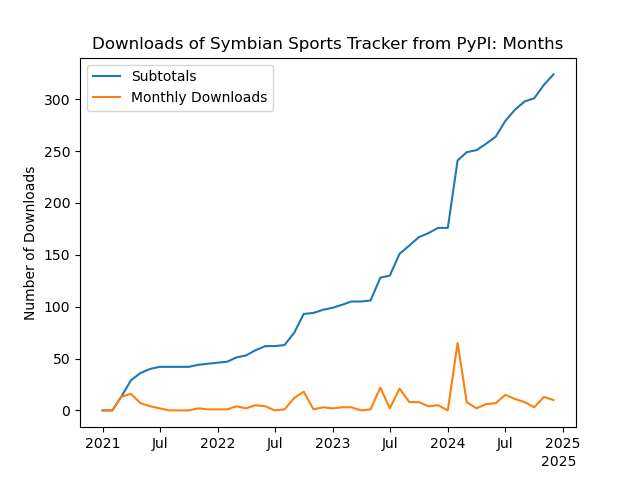 Downloads of Symbian Sports Tracker from PyPI: Months
Subtotals
Monthly Downloads
Number of Downloads
300
250
200
150
100
50
0
2021 Jul 2022 Jul 2023 Jul 2024 Jul 2025
2025